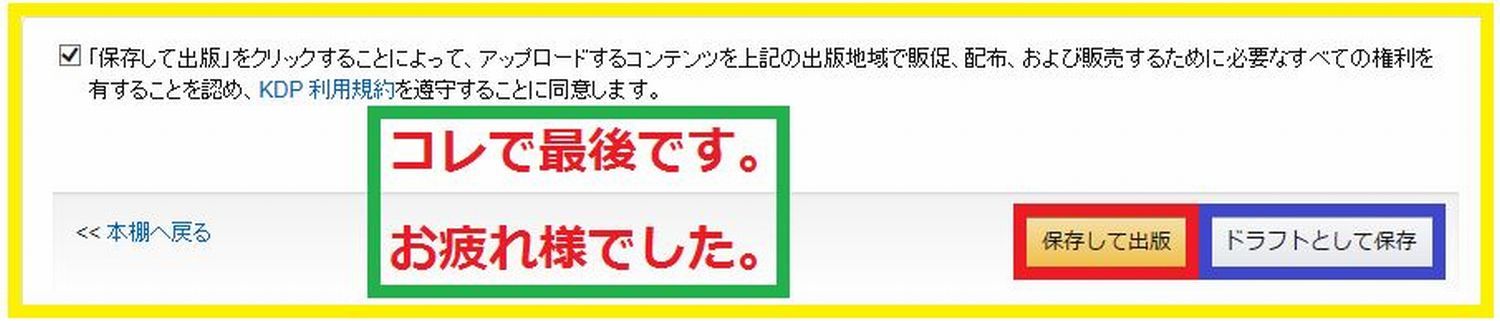 「保存して出版」をクリックすることによって、アップロードするコンテンツを上記の出版地域で販促、配布、および販売するために必要なすべての権利を
有することを認め、KDP 利用規約を遵守することに同意します。
コレで最後です。
お疲れ様でした。
<< 本棚へ戻る
保存して出版
ドラフトとして保存